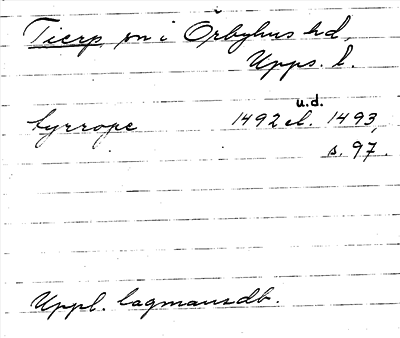 Tierp sn i Örbyhus hd,
Upps. l.
tyrrope 1492 el. 1493, u.d.
s. 97.
Uppl. lagmansdb.